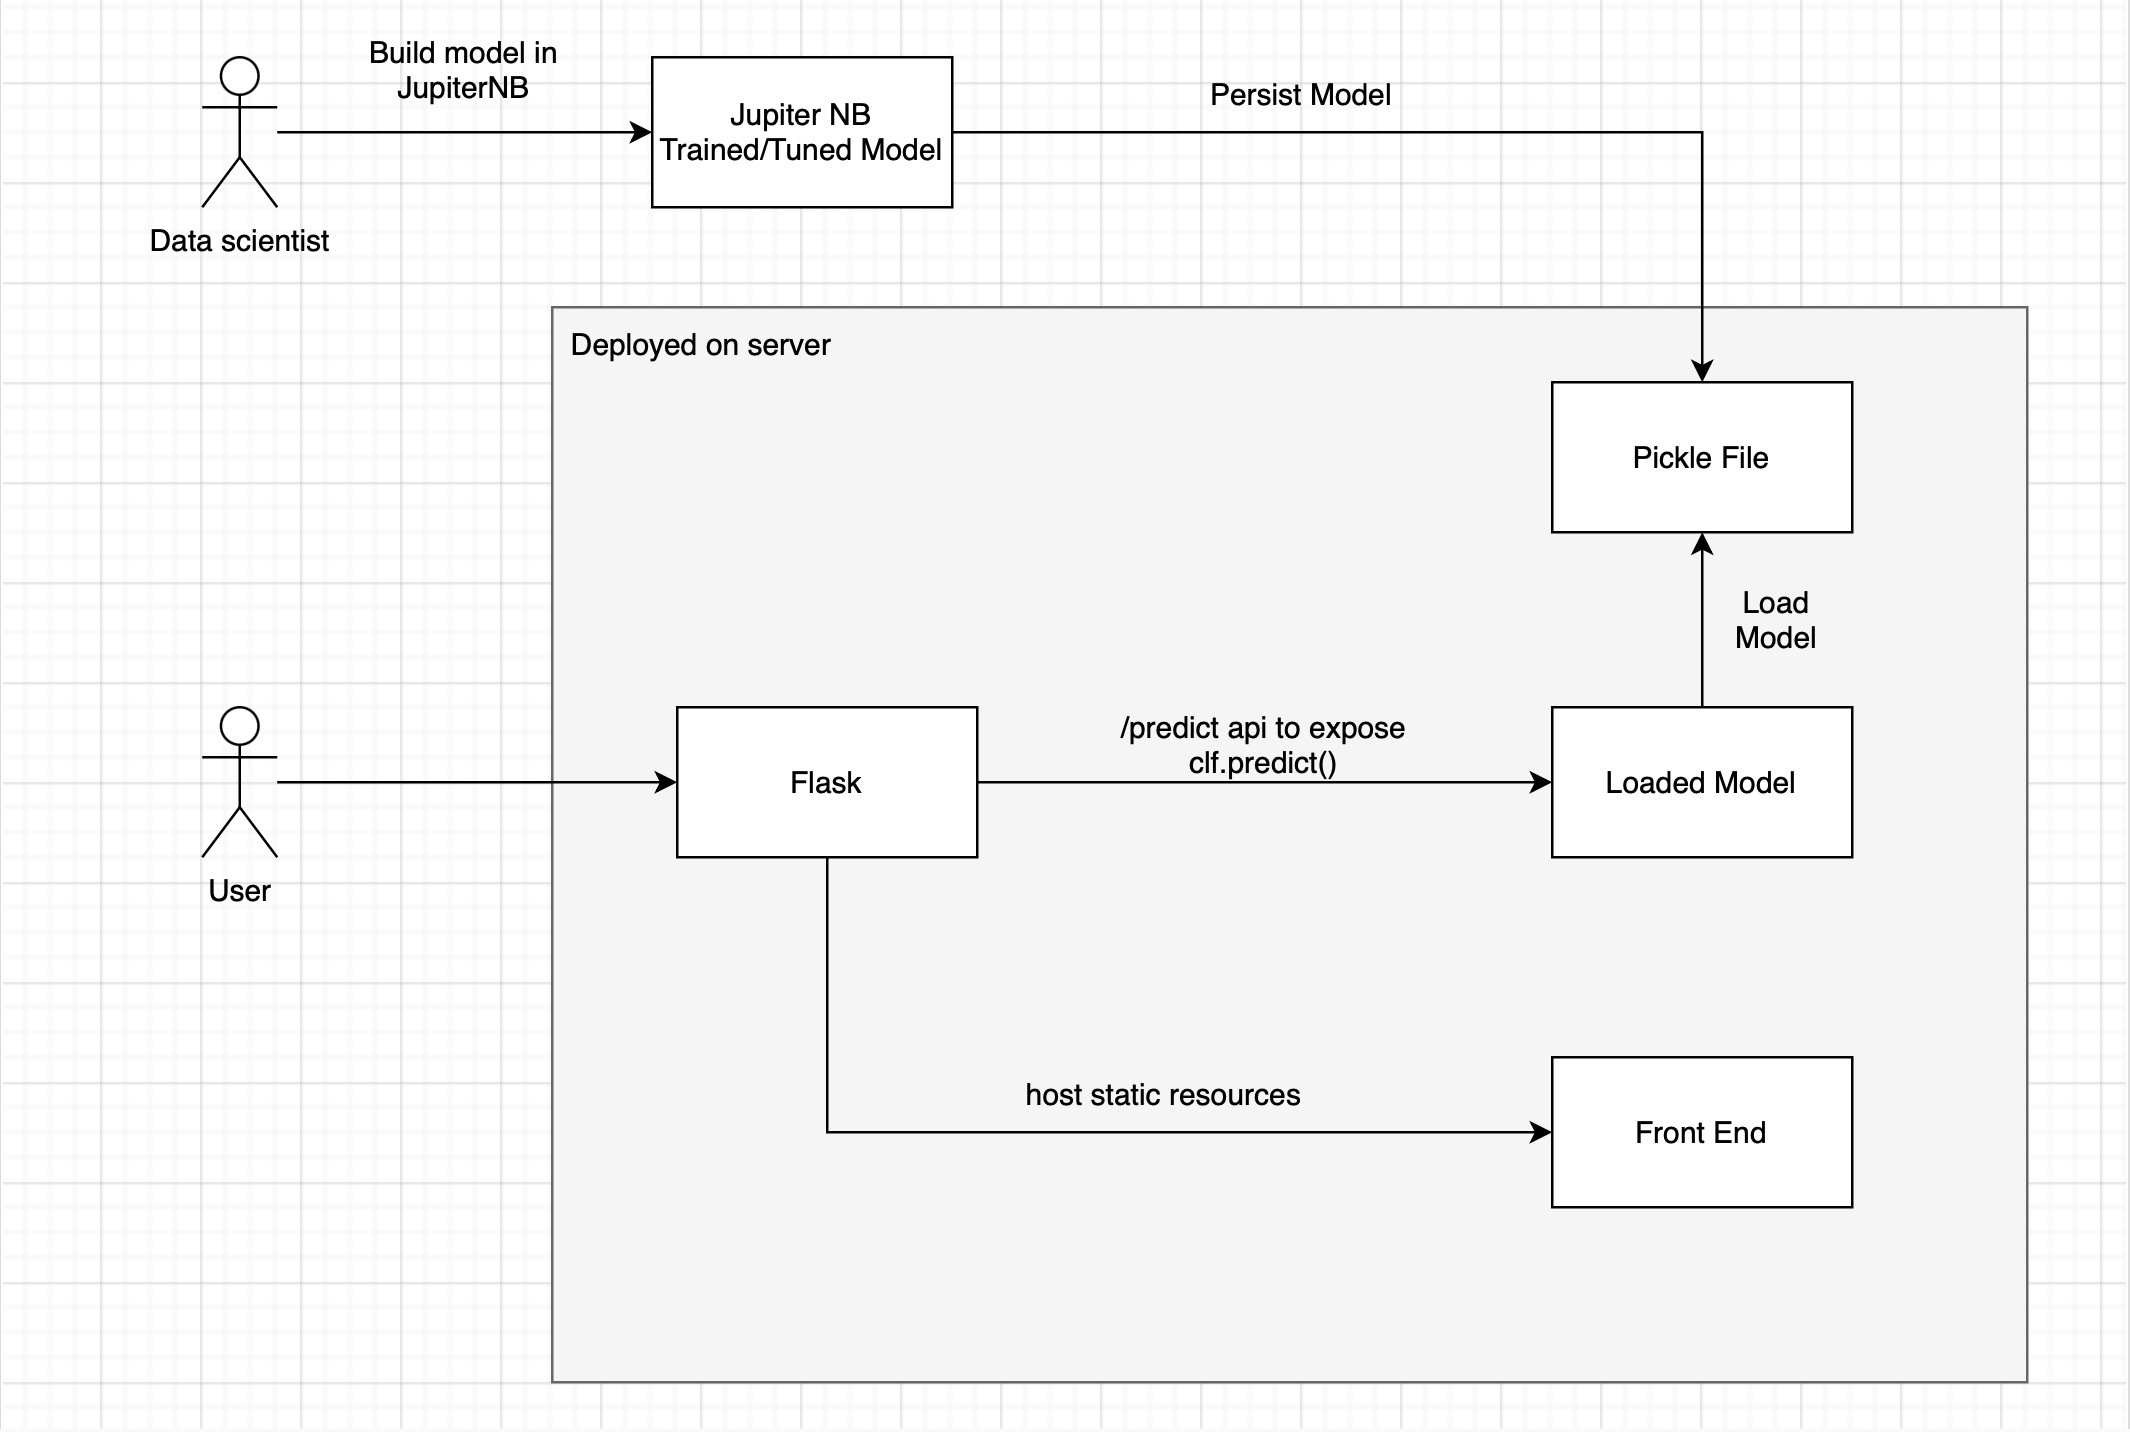 Build model in
JupiterNB
Jupiter NB
Trained/Tuned Model
Persist Model
Data scientist
Deployed on server
Pickle File
Load
Model
/predict api to expose
clf.predict()
Flask
Loaded Model
User
host static resources
Front End